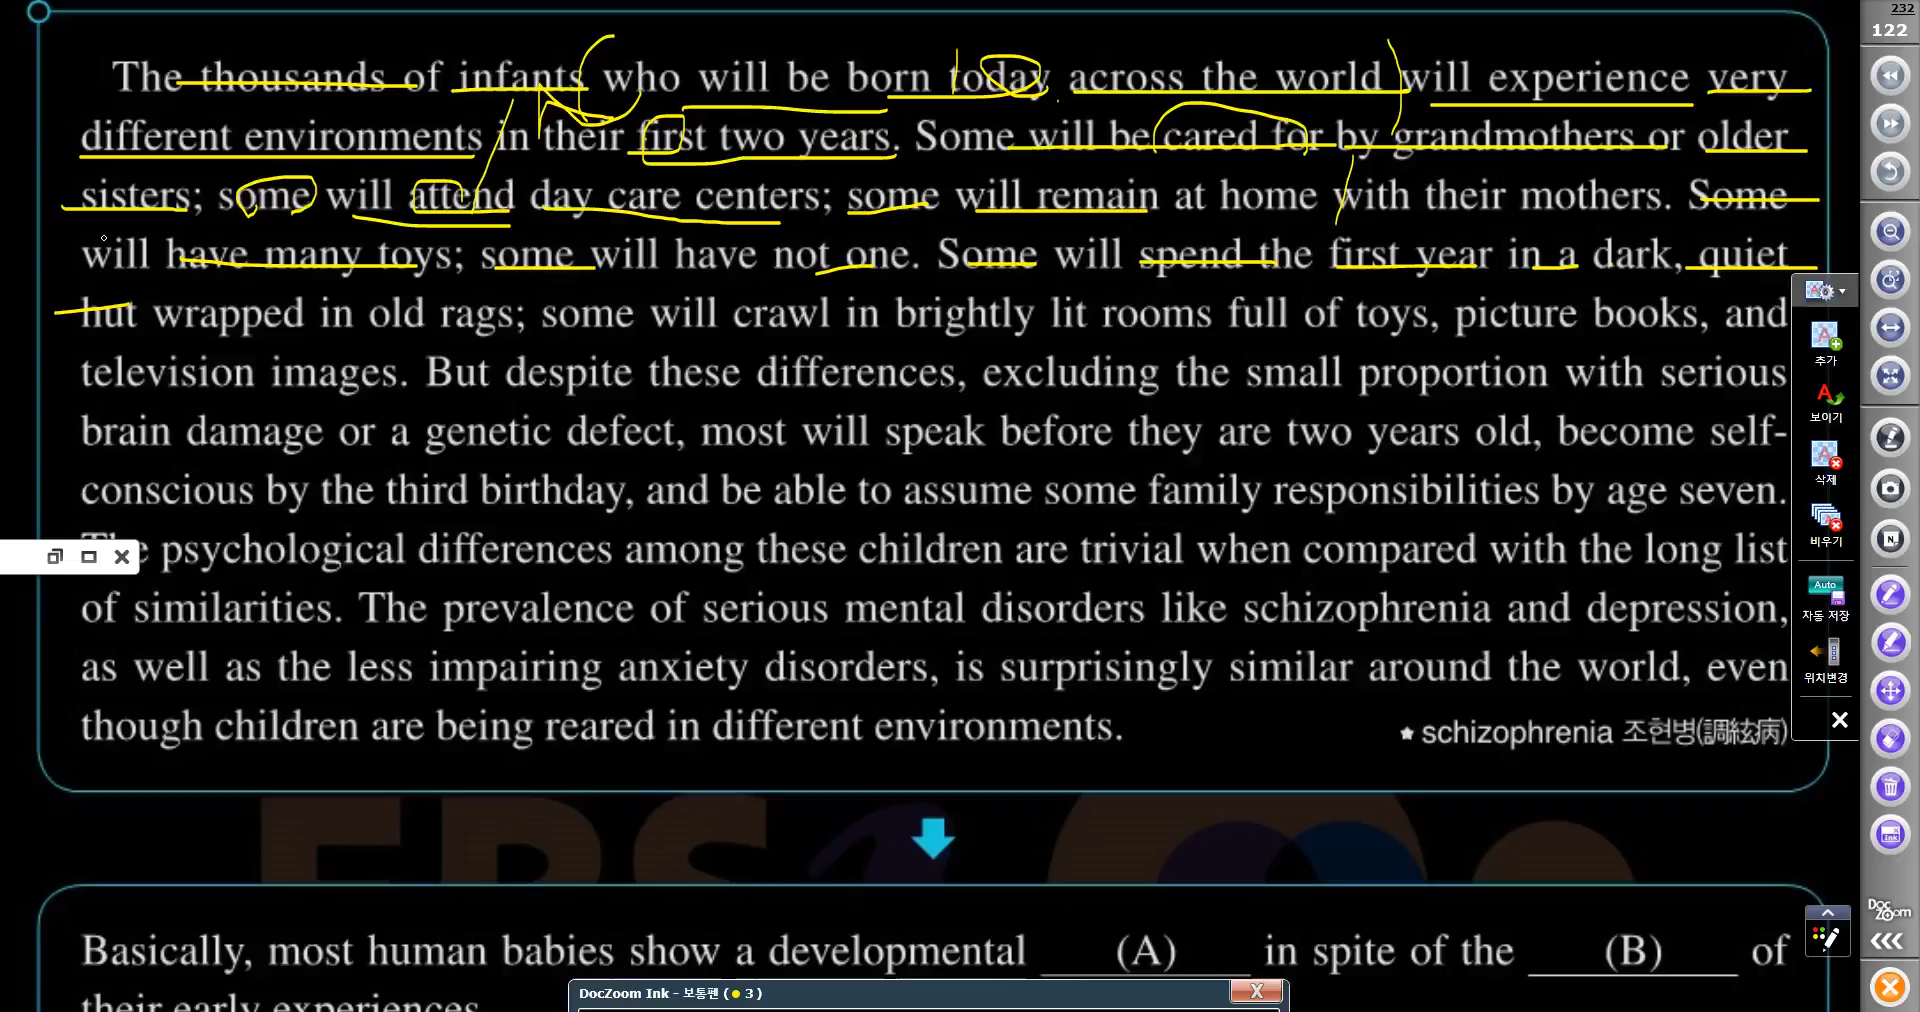 232
122
The thousands of infants who will be born today across the world will experience very
different environments in their first two years. Some will be cared for by grandmothers or older
sisters; some will attend day care centers; some will remain at home with their mothers. Some
will have many toys; some will have not one. Some will spend the first year in a dark, quiet
hut wrapped in old rags; some will crawl in brightly lit rooms full of toys, picture books, and
television images. But despite these differences, excluding the small proportion with serious
brain damage or a genetic defect, most will speak before they are two years old, become self-
conscious by the third birthday, and be able to assume some family responsibilities by age seven.
The psychological differences among these children are trivial when compared with the long list
of similarities. The prevalence of serious mental disorders like schizophrenia and depression,
as well as the less impairing anxiety disorders, is surprisingly similar around the world, even
though children are being reared in different environments.
★ schizophrenia 조현병(調絃病)
추가
보이기
삭제
비우기
Auto
자동 저장
위치변경
EBS
Doc
Zoom
Basically, most human babies show a developmental (A) in spite of the (B) of
their early experiences.
DocZoom Ink - 보통펜 ( 3 )
Ink